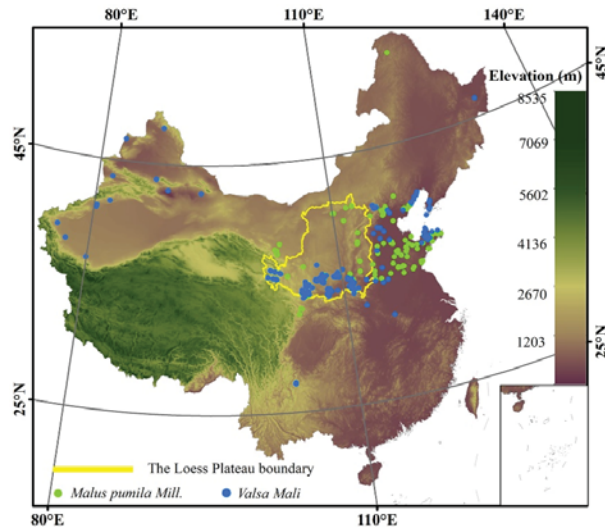 80°E 110°E 140°E
45°N
Elevation (m)
8535
7069
45°N
5602
4136
2670
1203
25°N
25°N
The Loess Plateau boundary
Malus pumila Mill. Valsa Mali
80°E 110°E